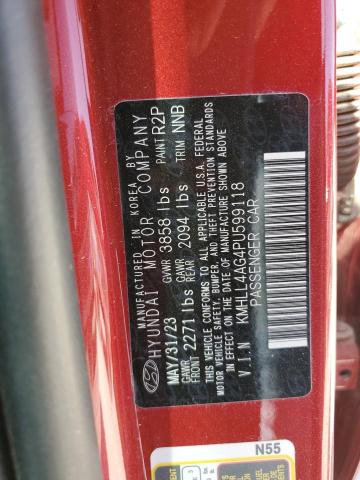 MANUFACTURED IN KOREA BY
HYUNDAI MOTOR COMPANY
MAY/31/23 GVWR 3858 lbs PAINT R2P
GAWR FRONT 2271 lbs GAWR REAR 2094 lbs TRIM NNB
THIS VEHICLE CONFORMS TO ALL APPLICABLE U.S.A. FEDERAL
MOTOR VEHICLE SAFETY, BUMPER, AND THEFT PREVENTION STANDARDS
IN EFFECT ON THE DATE OF MANUFACTURE SHOWN ABOVE
V.I.N KMHLL4AG4PU599118
PASSENGER CAR
N55